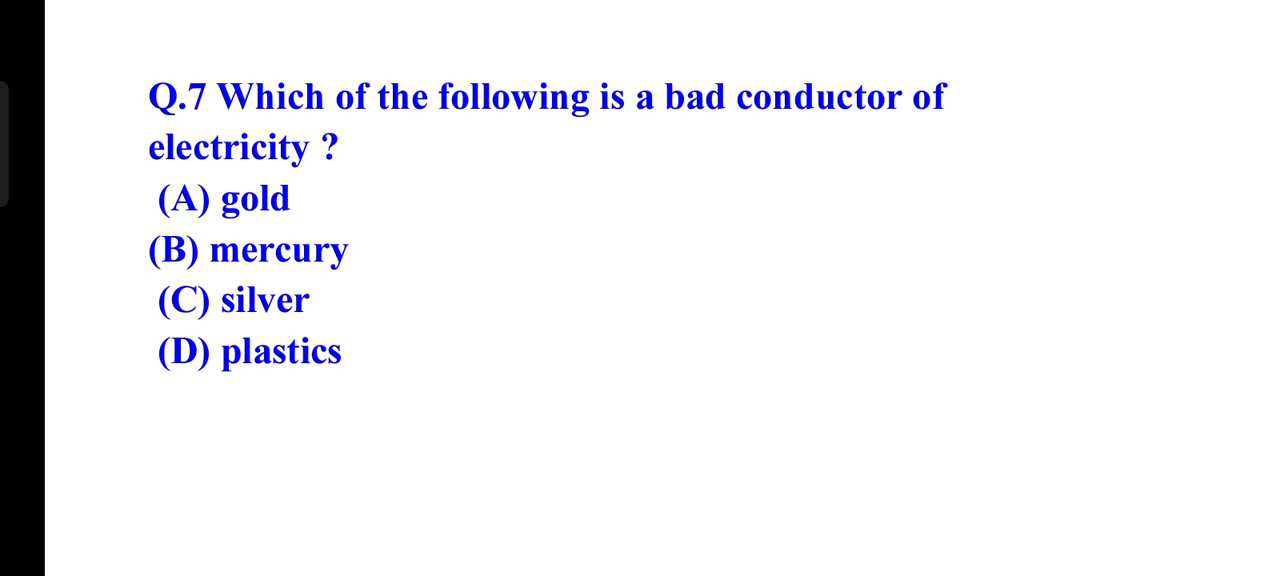 Q.7 Which of the following is a bad conductor of
electricity ?
(A) gold
(B) mercury
(C) silver
(D) plastics